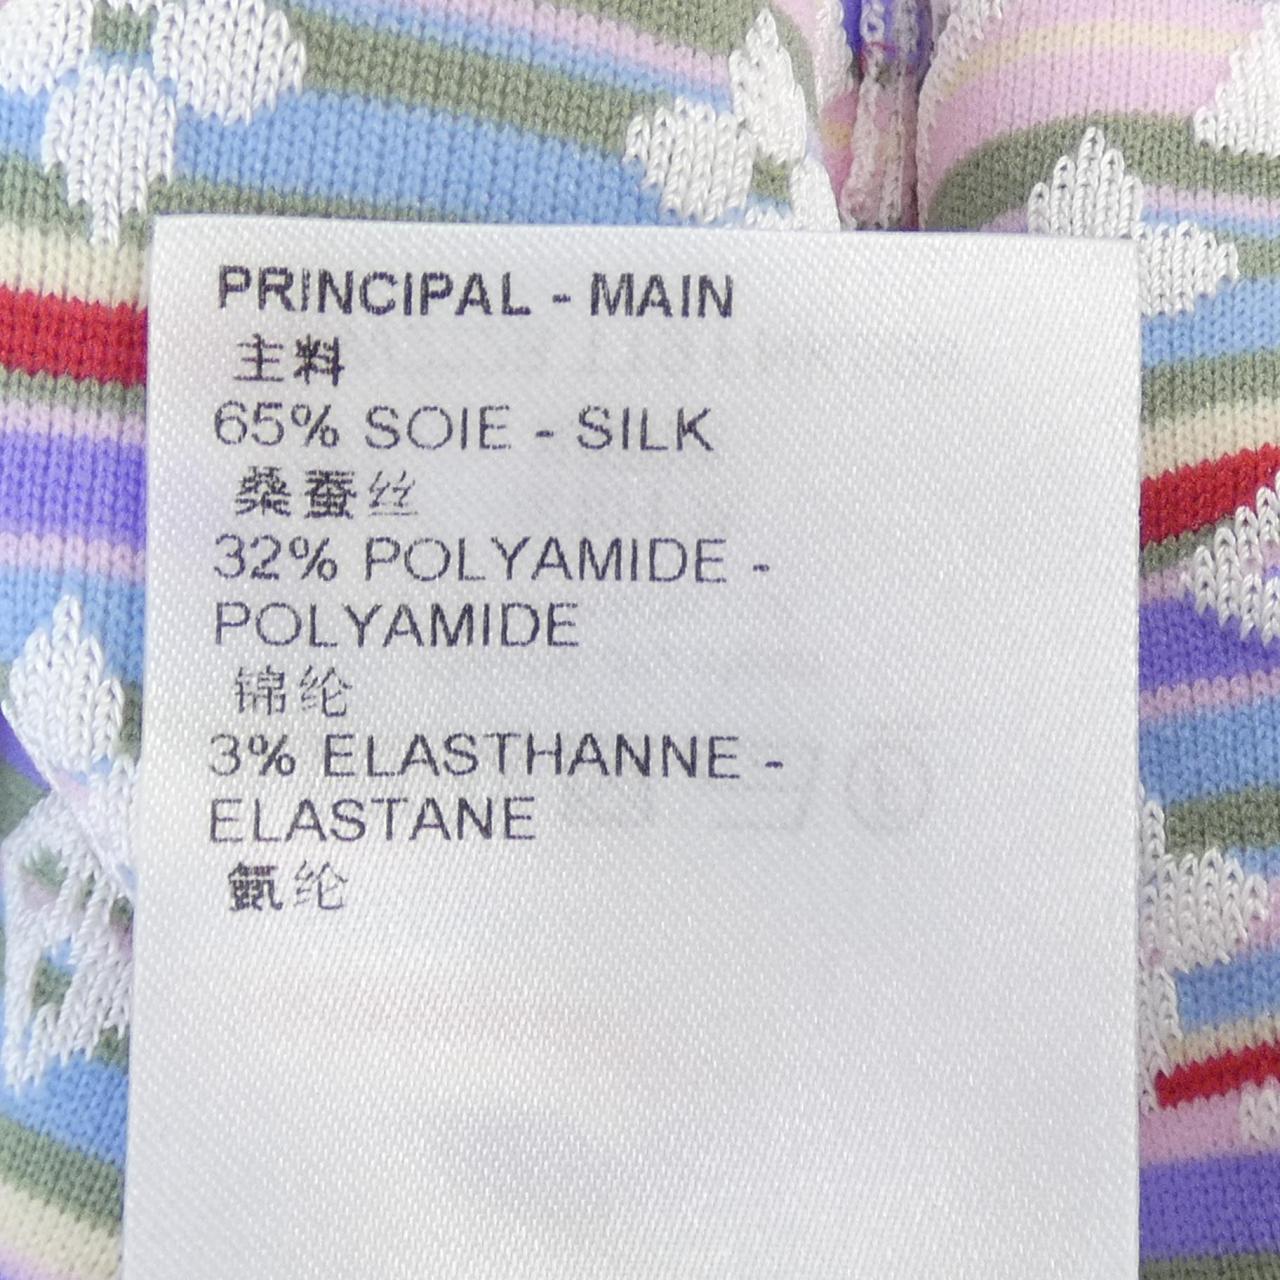 PRINCIPAL - MAIN
主料
65% SOIE - SILK
桑蚕丝
32% POLYAMIDE -
POLYAMIDE
锦纶
3% ELASTHANNE -
ELASTANE
氨纶